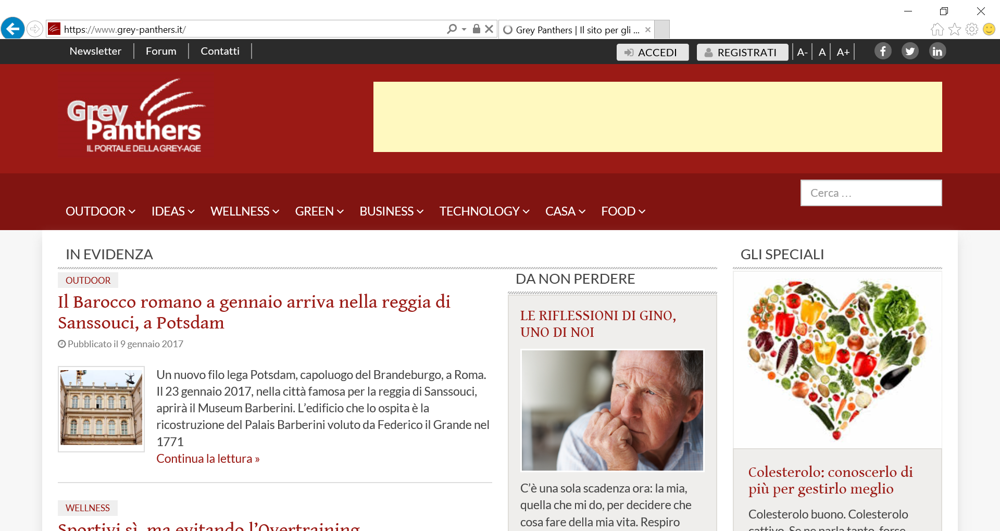 https://www.grey-panthers.it/
Grey Panthers | Il sito per gli ...
Newsletter
Forum
Contatti
ACCEDI
REGISTRATI
A-
A
A+
Grey
Panthers
IL PORTALE DELLA GREY-AGE
Cerca …
OUTDOOR
IDEAS
WELLNESS
GREEN
BUSINESS
TECHNOLOGY
CASA
FOOD
IN EVIDENZA
OUTDOOR
Il Barocco romano a gennaio arriva nella reggia di
Sanssouci, a Potsdam
Pubblicato il 9 gennaio 2017
Un nuovo filo lega Potsdam, capoluogo del Brandeburgo, a Roma.
Il 23 gennaio 2017, nella città famosa per la reggia di Sanssouci,
aprirà il Museum Barberini. L’edificio che lo ospita è la
ricostruzione del Palais Barberini voluto da Federico il Grande nel
1771
Continua la lettura »
WELLNESS
Sportivi sì, ma evitando l’Overtraining
DA NON PERDERE
LE RIFLESSIONI DI GINO,
UNO DI NOI
C’è una sola scadenza ora: la mia,
quella che mi do, per decidere che
cosa fare della mia vita. Respiro
GLI SPECIALI
Colesterolo: conoscerlo di
più per gestirlo meglio
Colesterolo buono. Colesterolo
cattivo. Se ne parla tanto, forse